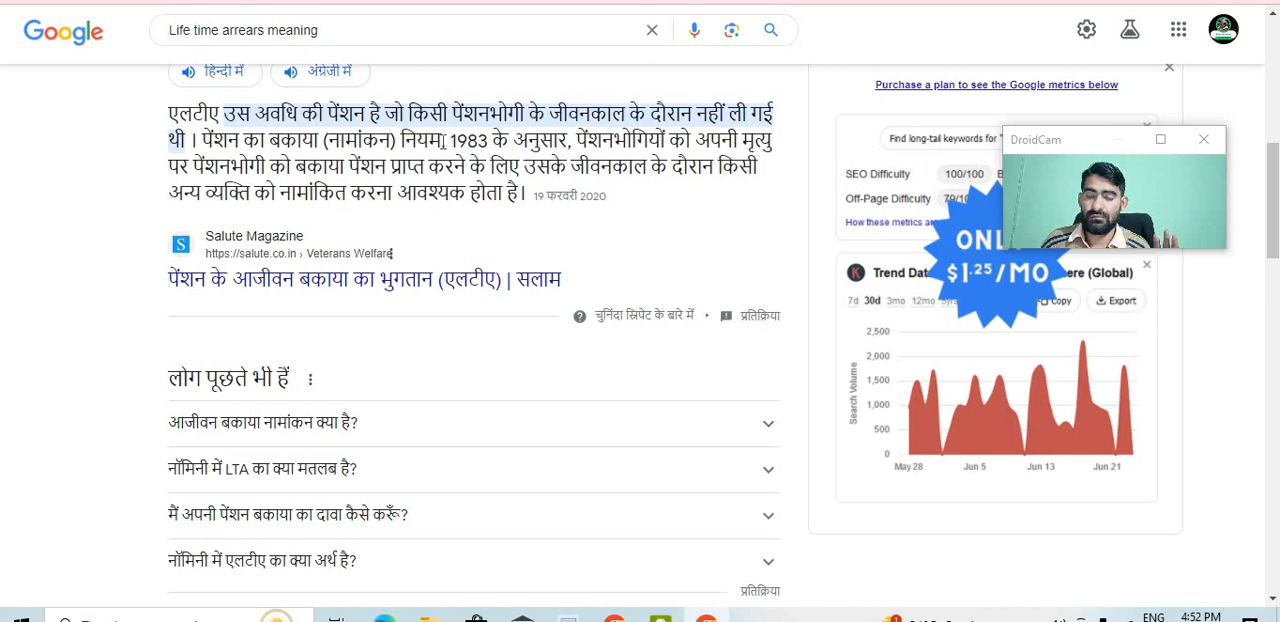 Google
Life time arrears meaning
हिन्दी में
अंग्रेजी में
एलटीए उस अवधि की पेंशन है जो किसी पेंशनभोगी के जीवनकाल के दौरान नहीं ली गई
थी । पेंशन का बकाया (नामांकन) नियम, 1983 के अनुसार, पेंशनभोगियों को अपनी मृत्यु
पर पेंशनभोगी को बकाया पेंशन प्राप्त करने के लिए उसके जीवनकाल के दौरान किसी
अन्य व्यक्ति को नामांकित करना आवश्यक होता है। 19 फरवरी 2020
S
Salute Magazine
https://salute.co.in › Veterans Welfare
पेंशन के आजीवन बकाया का भुगतान (एलटीए) | सलाम
चुनिंदा स्निपेट के बारे में • प्रतिक्रिया
लोग पूछते भी हैं
आजीवन बकाया नामांकन क्या है?
नॉमिनी में LTA का क्या मतलब है?
मैं अपनी पेंशन बकाया का दावा कैसे करूँ?
नॉमिनी में एलटीए का क्या अर्थ है?
प्रतिक्रिया
Purchase a plan to see the Google metrics below
Find long-tail keywords for "
DroidCam
SEO Difficulty 100/100
Off-Page Difficulty
How these metrics
ONLY
$1.25/MO
K Trend (Global)
7d 30d 3mo 12mo
Copy
Export
Search Volume
2,500
2,000
1,500
1,000
500
0
May 28 Jun 5 Jun 13 Jun 21
ENG
4:52 PM